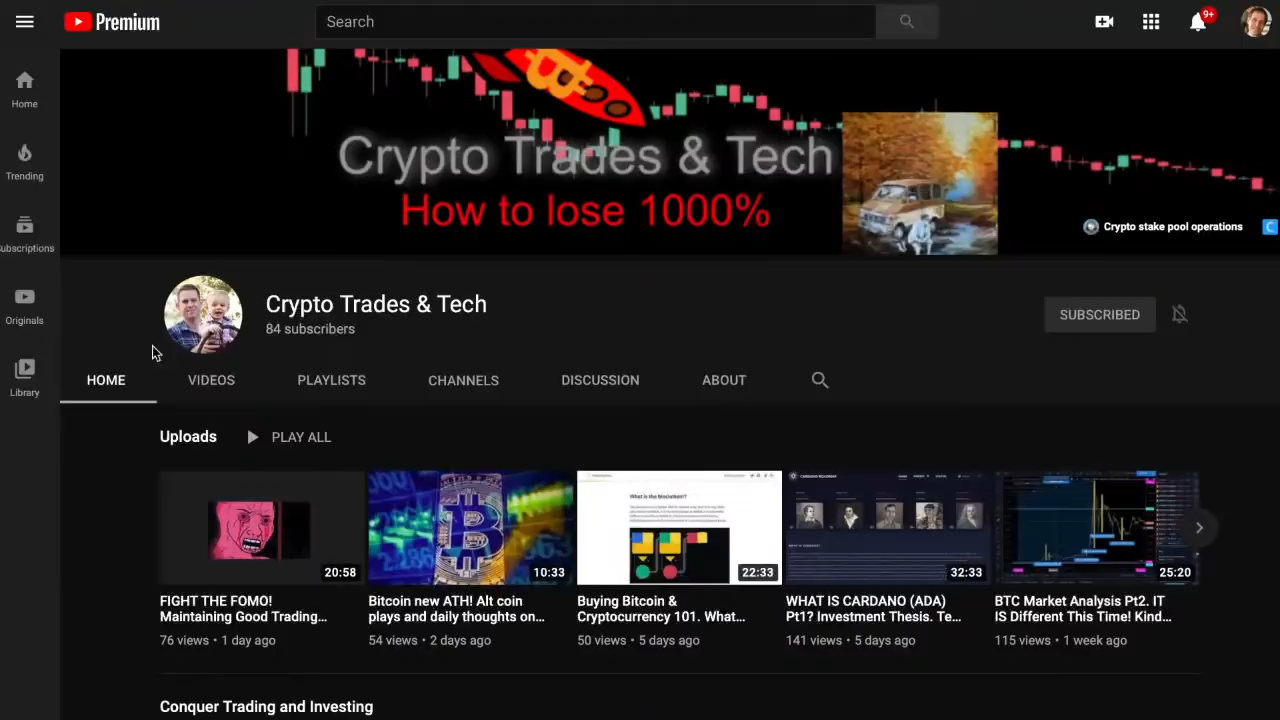 Premium
Search
9+
Home
Trending
Subscriptions
Originals
Library
Crypto Trades & Tech
How to lose 1000%
Crypto stake pool operations
Crypto Trades & Tech
84 subscribers
SUBSCRIBED
HOME
VIDEOS
PLAYLISTS
CHANNELS
DISCUSSION
ABOUT
Uploads
PLAY ALL
20:58
10:33
What is the blockchain?
22:33
32:33
25:20
FIGHT THE FOMO!
Maintaining Good Trading...
76 views • 1 day ago
Bitcoin new ATH! Alt coin
plays and daily thoughts on...
54 views • 2 days ago
Buying Bitcoin &
Cryptocurrency 101. What...
50 views • 5 days ago
WHAT IS CARDANO (ADA)
Pt1? Investment Thesis. Te...
141 views • 5 days ago
BTC Market Analysis Pt2. IT
IS Different This Time! Kind...
115 views • 1 week ago
Conquer Trading and Investing